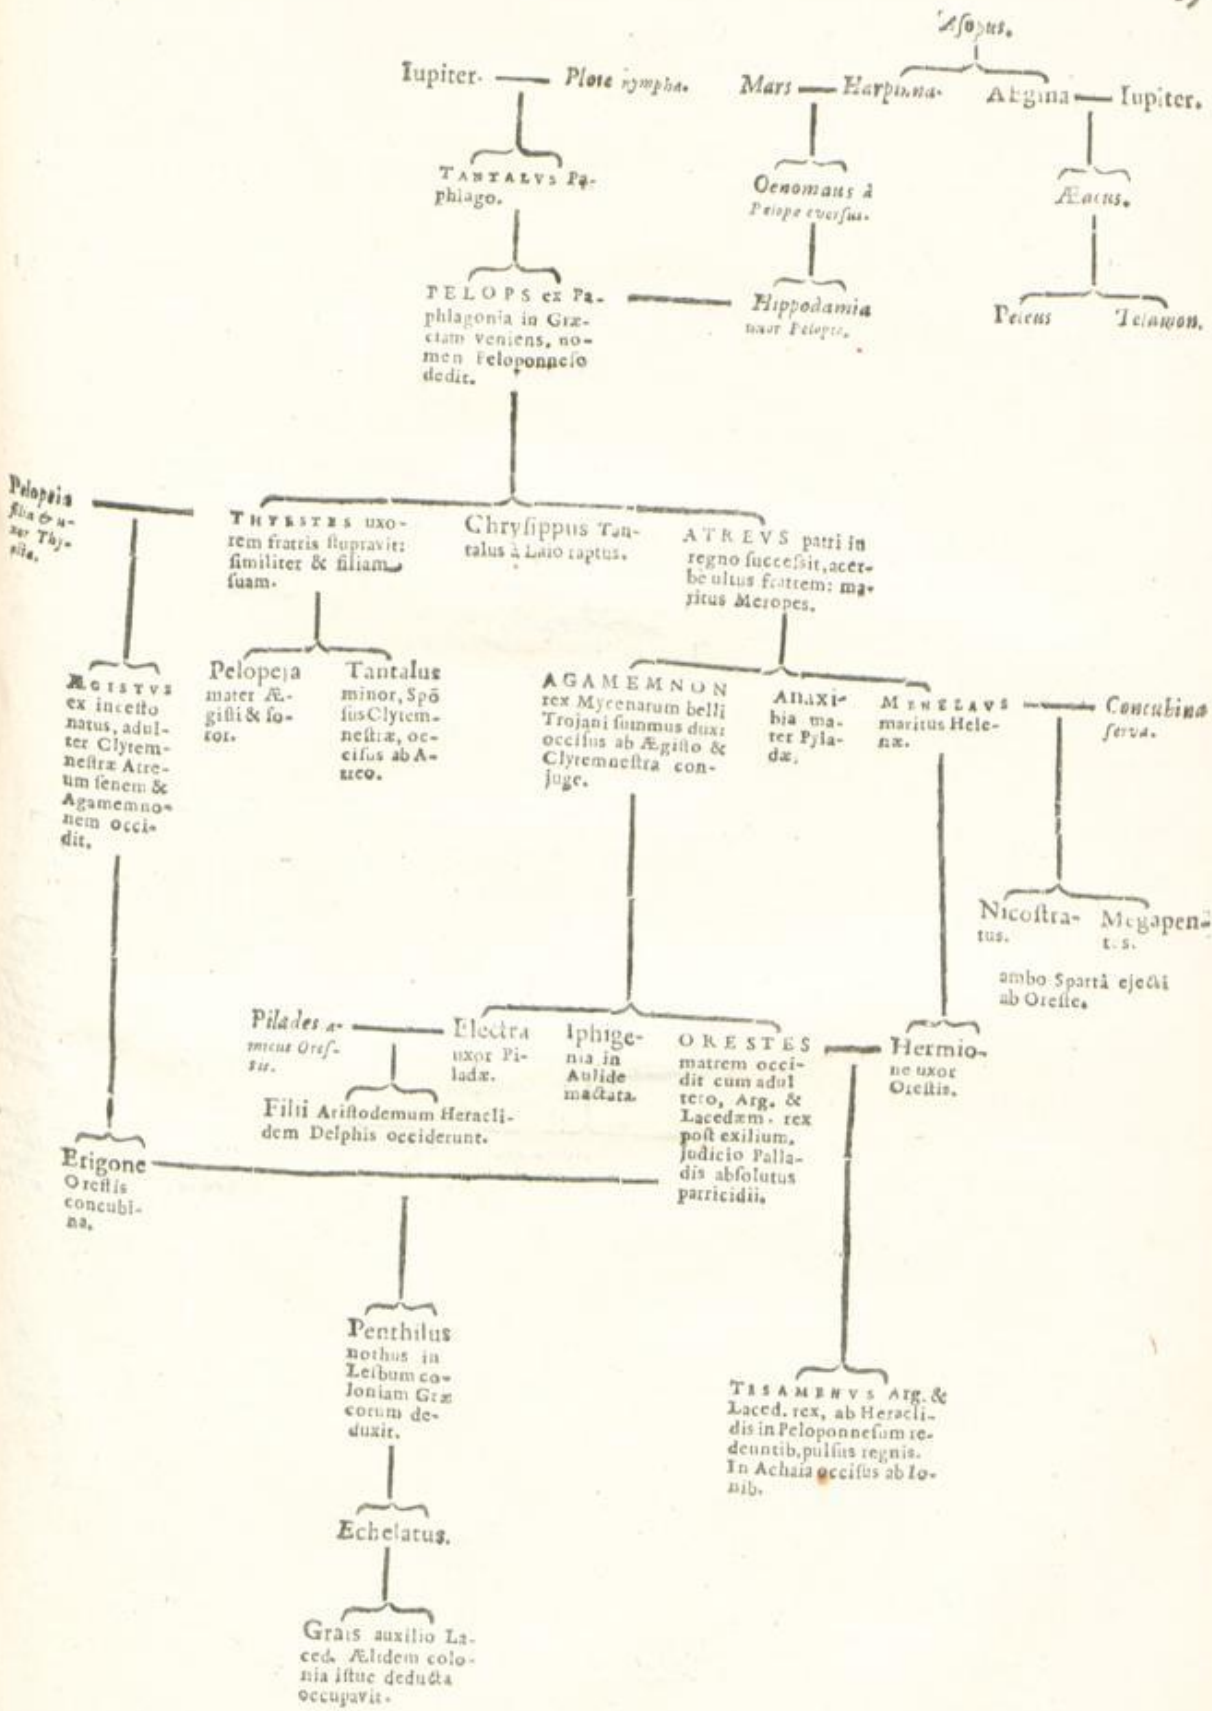 Asopus.
Iupiter.
Plote nympha.
Mars
Harpinna.
AEgina
Iupiter.
TANTALVS Pa-
phlago.
Oenomaus à
Pelope eversus.
Æacus.
PELOPS ex Pa-
phlagonia in Græ-
ciam veniens, no-
men Peloponneso
dedit.
Hippodamia
uxor Pelopis.
Peleus
Telamon.
Pelopeia
filia & u-
xor Thy-
estæ.
THYESTES uxo-
rem fratris ſtupravit:
ſimiliter & filiam
ſuam.
Chryſippus Tan-
talus à Laio raptus.
ATREVS patri in
regno ſucceſsit, acer-
bè ultus fratrem: ma-
ritus Meropes.
ÆGISTVS
ex inceſto
natus, adul-
ter Clytem-
neſtræ Atre-
um ſenem &
Agamemno-
nem occi-
dit.
Pelopeja
mater Æ-
giſti & ſo-
ror.
Tantalus
minor, Spō
ſus Clytem-
neſtræ, oc-
ciſus ab A-
treo.
AGAMEMNON
rex Mycenarum belli
Trojani ſummus dux:
occiſus ab Ægiſto &
Clytemneſtra con-
juge.
Anaxi-
bia ma-
ter Pyla-
dæ.
MENELAVS
maritus Hele-
næ.
Concubina
ſerva.
Nicoſtra-
tus.
Megapen-
t.s.
ambo Spartâ ejecti
ab Oreſte.
Pilades a-
micus Oreſ-
tis.
Electra
uxor Pi-
ladæ.
Iphige-
nia in
Aulide
mactata.
ORESTES
matrem occi-
dit cum adul
tero, Arg. &
Lacedæm. rex
poſt exilium,
judicio Palla-
dis abſolutus
parricidii.
Hermio-
ne uxor
Oreſtis.
Filii Ariſtodemum Heracli-
dem Delphis occiderunt.
Erigone
Oreſtis
concubi-
na.
Penthilus
nothus in
Leſbum co-
loniam Græ
corum de-
duxit.
TISAMENVS Arg. &
Laced. rex, ab Heracli-
dis in Peloponneſum re-
deuntib. pulſus regnis.
In Achaia occiſus ab Io-
nib.
Echelatus.
Grais auxilio La-
ced. Ælidem colo-
nia iſtuc deducta
occupavit.